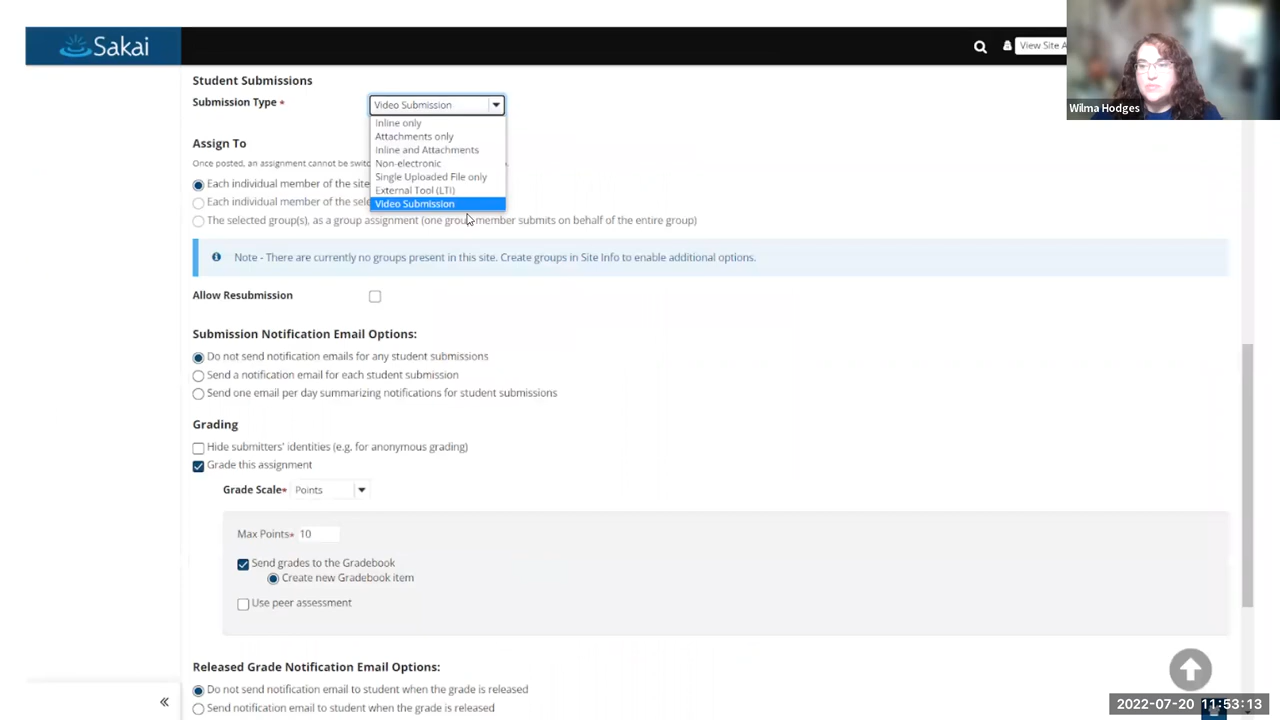 Sakai
View Site A
Wilma Hodges
Student Submissions
Submission Type *
Video Submission
Inline only
Attachments only
Inline and Attachments
Non-electronic
Single Uploaded File only
External Tool (LTI)
Video Submission
Assign To
Once posted, an assignment cannot be switc
Each individual member of the site
Each individual member of the sele
The selected group(s), as a group assignment (one group member submits on behalf of the entire group)
Note - There are currently no groups present in this site. Create groups in Site Info to enable additional options.
Allow Resubmission
Submission Notification Email Options:
Do not send notification emails for any student submissions
Send a notification email for each student submission
Send one email per day summarizing notifications for student submissions
Grading
Hide submitters' identities (e.g. for anonymous grading)
Grade this assignment
Grade Scale* Points
Max Points* 10
Send grades to the Gradebook
Create new Gradebook item
Use peer assessment
Released Grade Notification Email Options:
Do not send notification email to student when the grade is released
Send notification email to student when the grade is released
2022-07-20 11:53:13